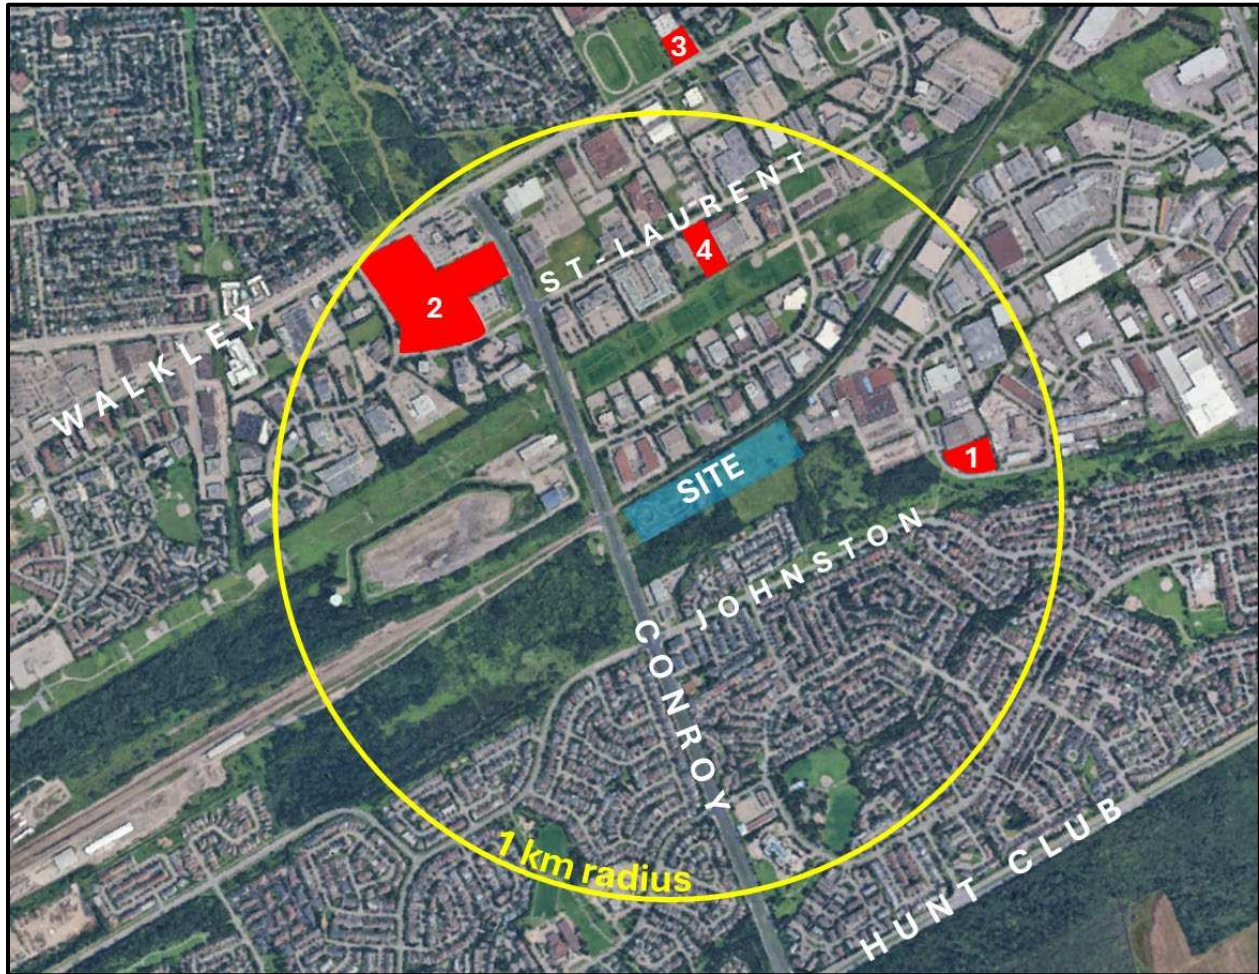 3
ST-LAURENT
4
2
WALKLEY
1
SITE
JOHNSTON
CONROY
1 km radius
HUNT CLUB